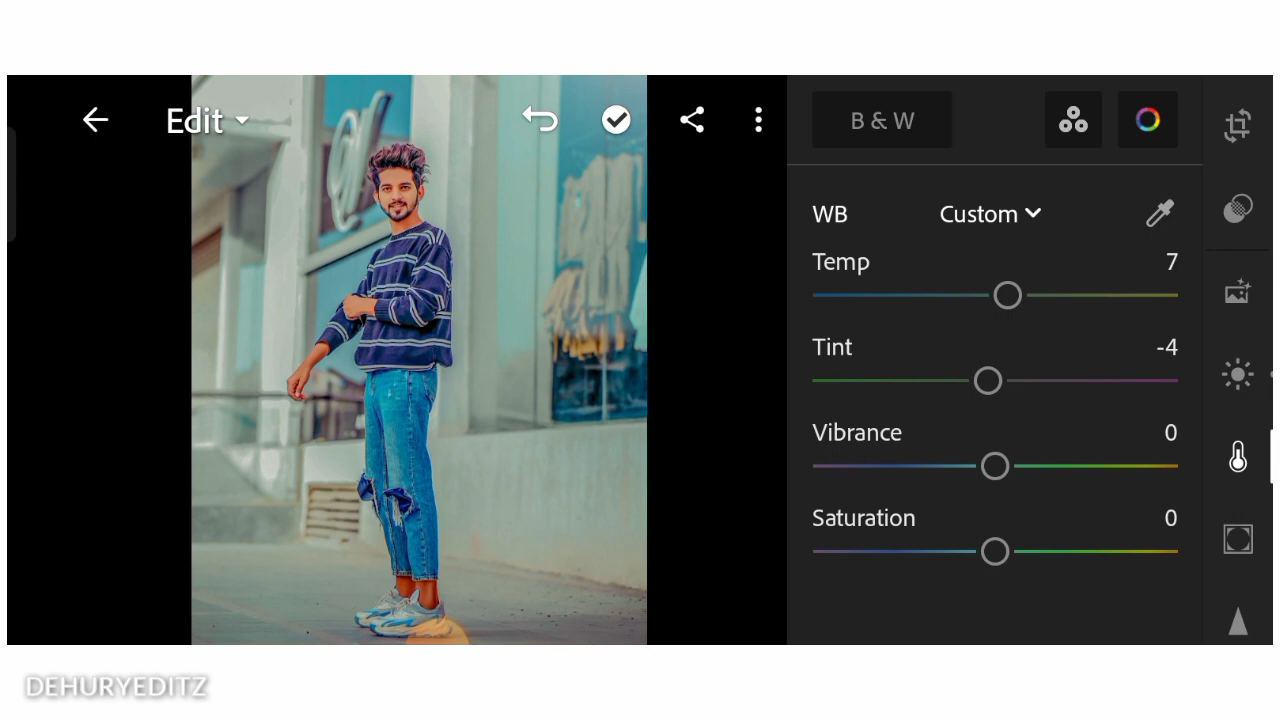 Edit
B & W
WB Custom
Temp 7
Tint -4
Vibrance 0
Saturation 0
DEHURYEDITZ